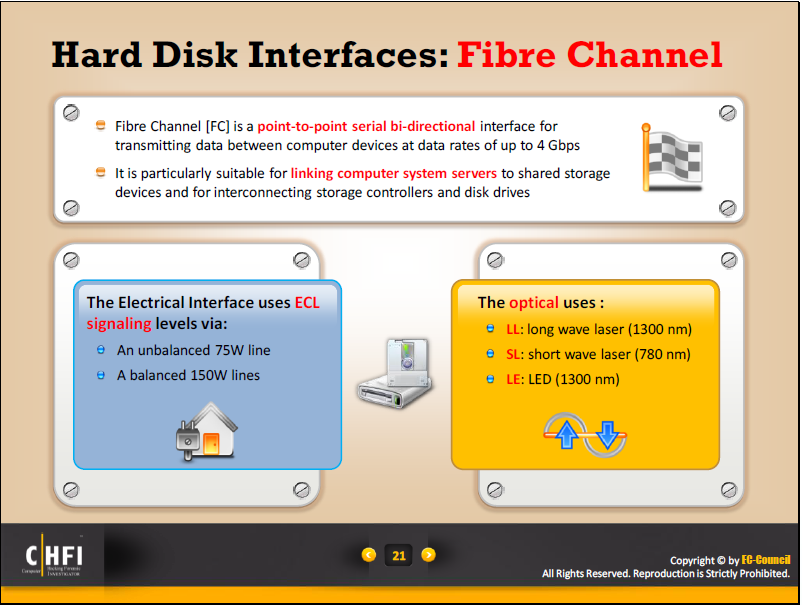 Hard Disk Interfaces: Fibre Channel
Fibre Channel [FC] is a point-to-point serial bi-directional interface for
transmitting data between computer devices at data rates of up to 4 Gbps
It is particularly suitable for linking computer system servers to shared storage
devices and for interconnecting storage controllers and disk drives
The Electrical Interface uses ECL
signaling levels via:
An unbalanced 75W line
A balanced 150W lines
The optical uses :
LL: long wave laser (1300 nm)
SL: short wave laser (780 nm)
LE: LED (1300 nm)
CHFI
Computer Hacking Forensic
INVESTIGATOR
21
Copyright © by EC-Council
All Rights Reserved. Reproduction is Strictly Prohibited.